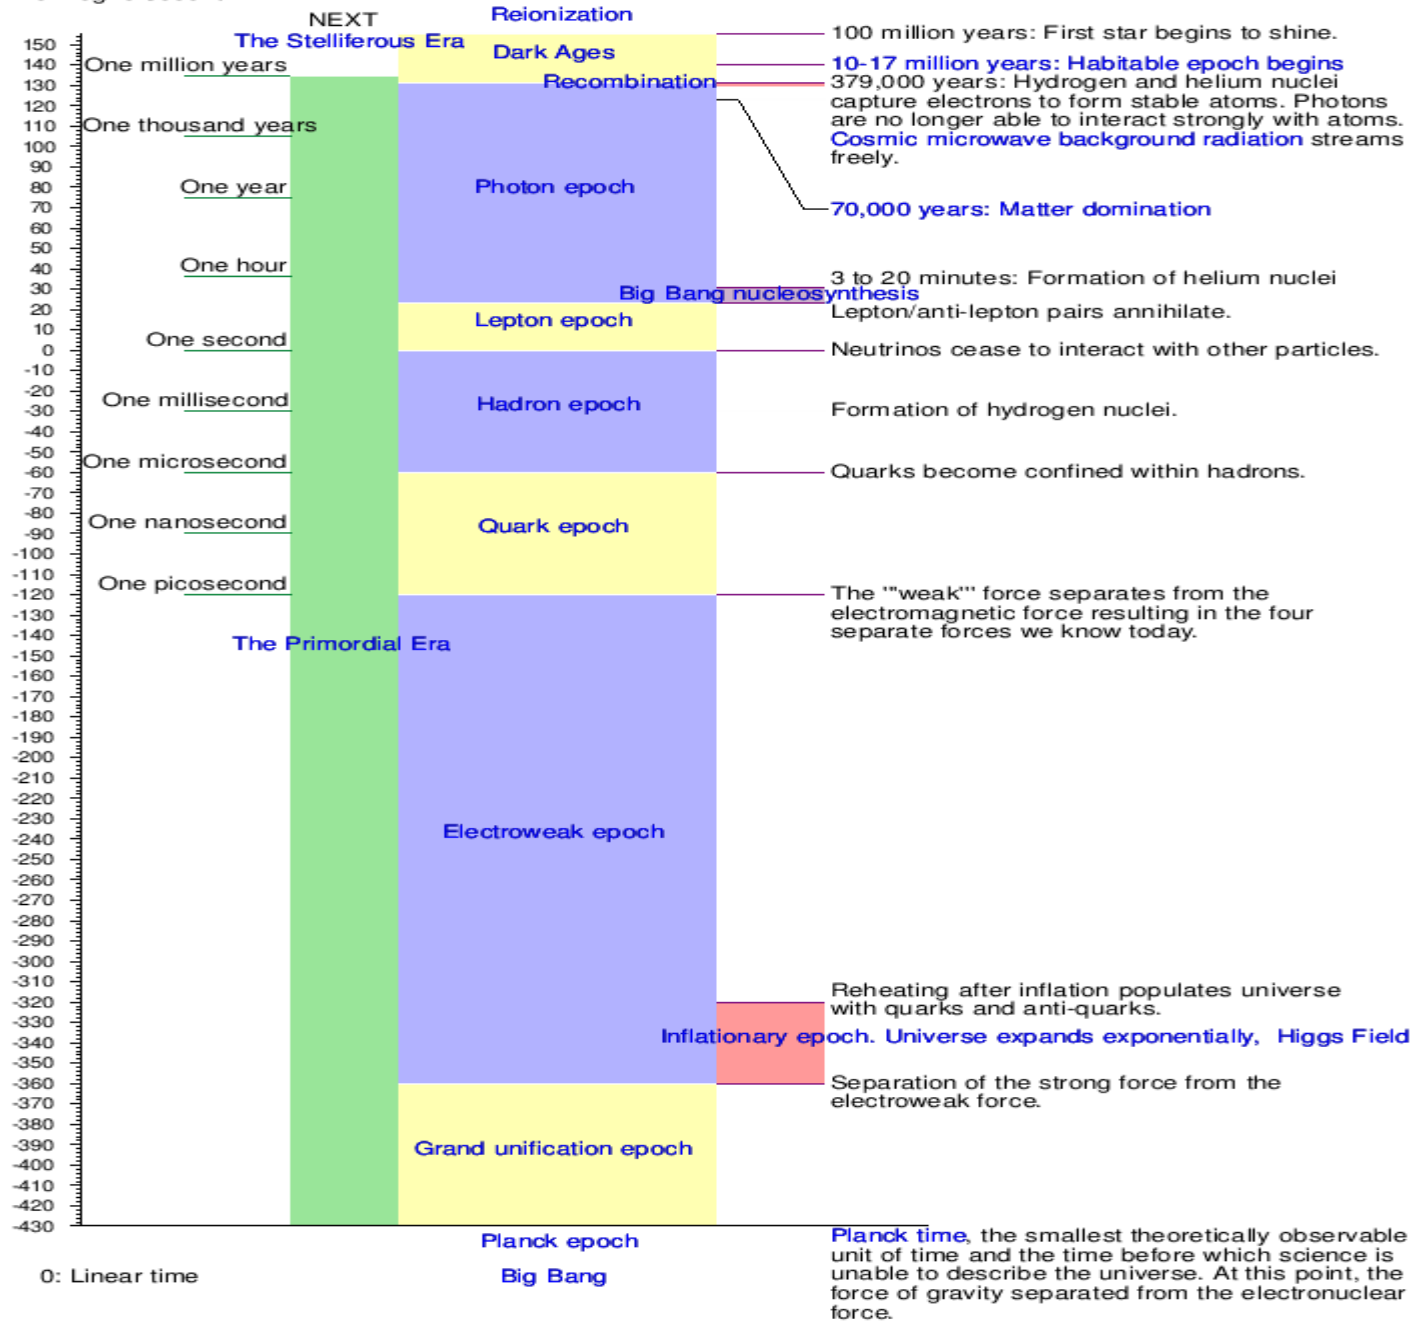 NEXT
Reionization
The Stelliferous Era
Dark Ages
100 million years: First star begins to shine.
150
140
One million years
10-17 million years: Habitable epoch begins
130
Recombination
379,000 years: Hydrogen and helium nuclei
capture electrons to form stable atoms. Photons
are no longer able to interact strongly with atoms.
Cosmic microwave background radiation streams
freely.
120
110
One thousand years
100
90
80
One year
Photon epoch
70
70,000 years: Matter domination
60
50
40
One hour
3 to 20 minutes: Formation of helium nuclei
30
Big Bang nucleosynthesis
20
Lepton/anti-lepton pairs annihilate.
Lepton epoch
10
One second
0
Neutrinos cease to interact with other particles.
-10
-20
One millisecond
Hadron epoch
-30
Formation of hydrogen nuclei.
-40
-50
One microsecond
-60
Quarks become confined within hadrons.
-70
-80
One nanosecond
Quark epoch
-90
-100
-110
One picosecond
-120
The '"weak"' force separates from the
electromagnetic force resulting in the four
separate forces we know today.
-130
-140
The Primordial Era
-150
-160
-170
-180
-190
-200
-210
-220
-230
Electroweak epoch
-240
-250
-260
-270
-280
-290
-300
-310
Reheating after inflation populates universe
with quarks and anti-quarks.
-320
-330
Inflationary epoch. Universe expands exponentially, Higgs Field
-340
-350
-360
Separation of the strong force from the
electroweak force.
-370
-380
-390
Grand unification epoch
-400
-410
-420
-430
Planck epoch
Planck time, the smallest theoretically observable
unit of time and the time before which science is
unable to describe the universe. At this point, the
force of gravity separated from the electronuclear
force.
0: Linear time
Big Bang